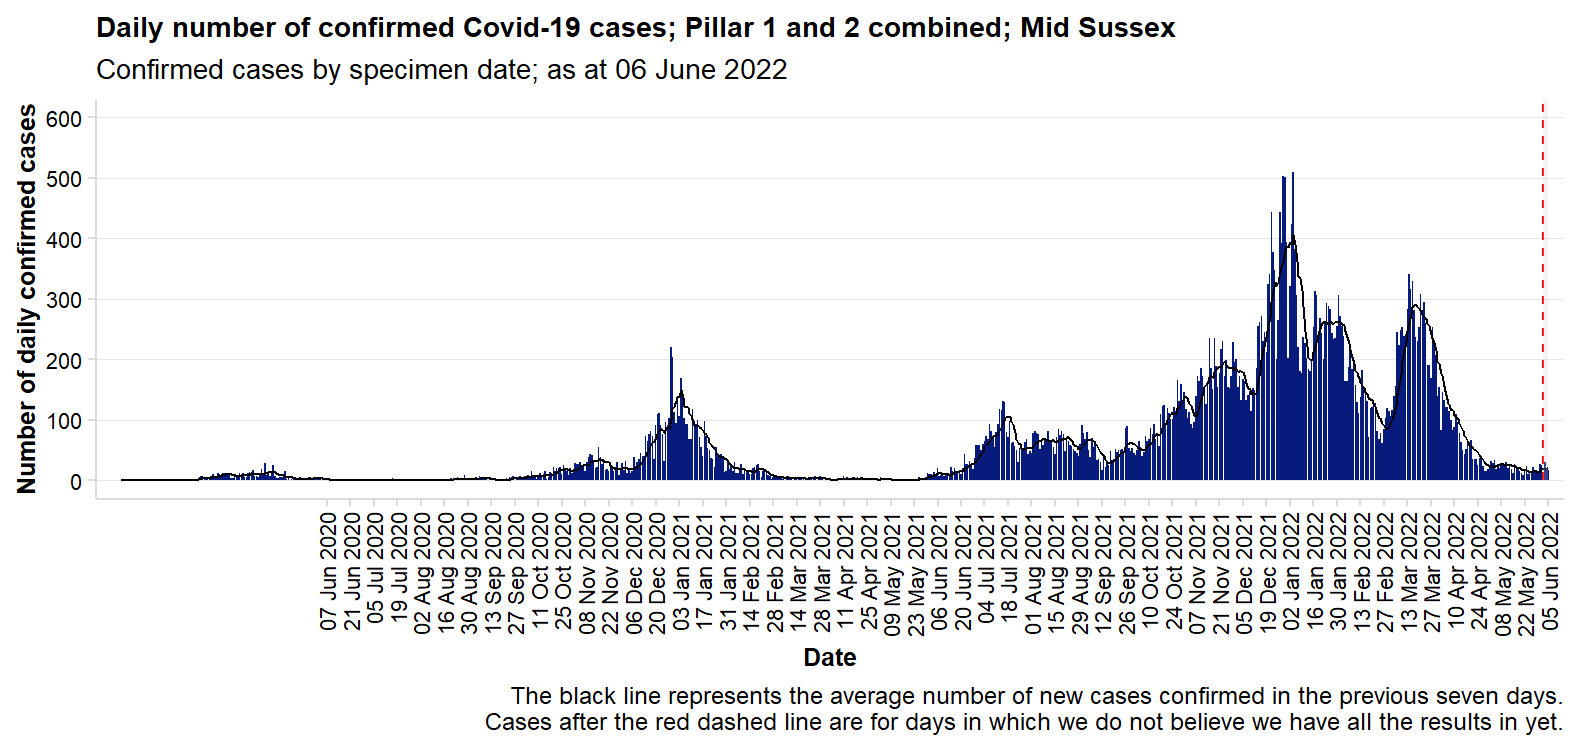 Daily number of confirmed Covid-19 cases; Pillar 1 and 2 combined; Mid Sussex
Confirmed cases by specimen date; as at 06 June 2022
Number of daily confirmed cases
600
500
400
300
200
100
0
07 Jun 2020
21 Jun 2020
05 Jul 2020
19 Jul 2020
02 Aug 2020
16 Aug 2020
30 Aug 2020
13 Sep 2020
27 Sep 2020
11 Oct 2020
25 Oct 2020
08 Nov 2020
22 Nov 2020
06 Dec 2020
20 Dec 2020
03 Jan 2021
17 Jan 2021
31 Jan 2021
14 Feb 2021
28 Feb 2021
14 Mar 2021
28 Mar 2021
11 Apr 2021
25 Apr 2021
09 May 2021
23 May 2021
06 Jun 2021
20 Jun 2021
04 Jul 2021
18 Jul 2021
01 Aug 2021
15 Aug 2021
29 Aug 2021
12 Sep 2021
26 Sep 2021
10 Oct 2021
24 Oct 2021
07 Nov 2021
21 Nov 2021
05 Dec 2021
19 Dec 2021
02 Jan 2022
16 Jan 2022
30 Jan 2022
13 Feb 2022
27 Feb 2022
13 Mar 2022
27 Mar 2022
10 Apr 2022
24 Apr 2022
08 May 2022
22 May 2022
05 Jun 2022
Date
The black line represents the average number of new cases confirmed in the previous seven days.
Cases after the red dashed line are for days in which we do not believe we have all the results in yet.